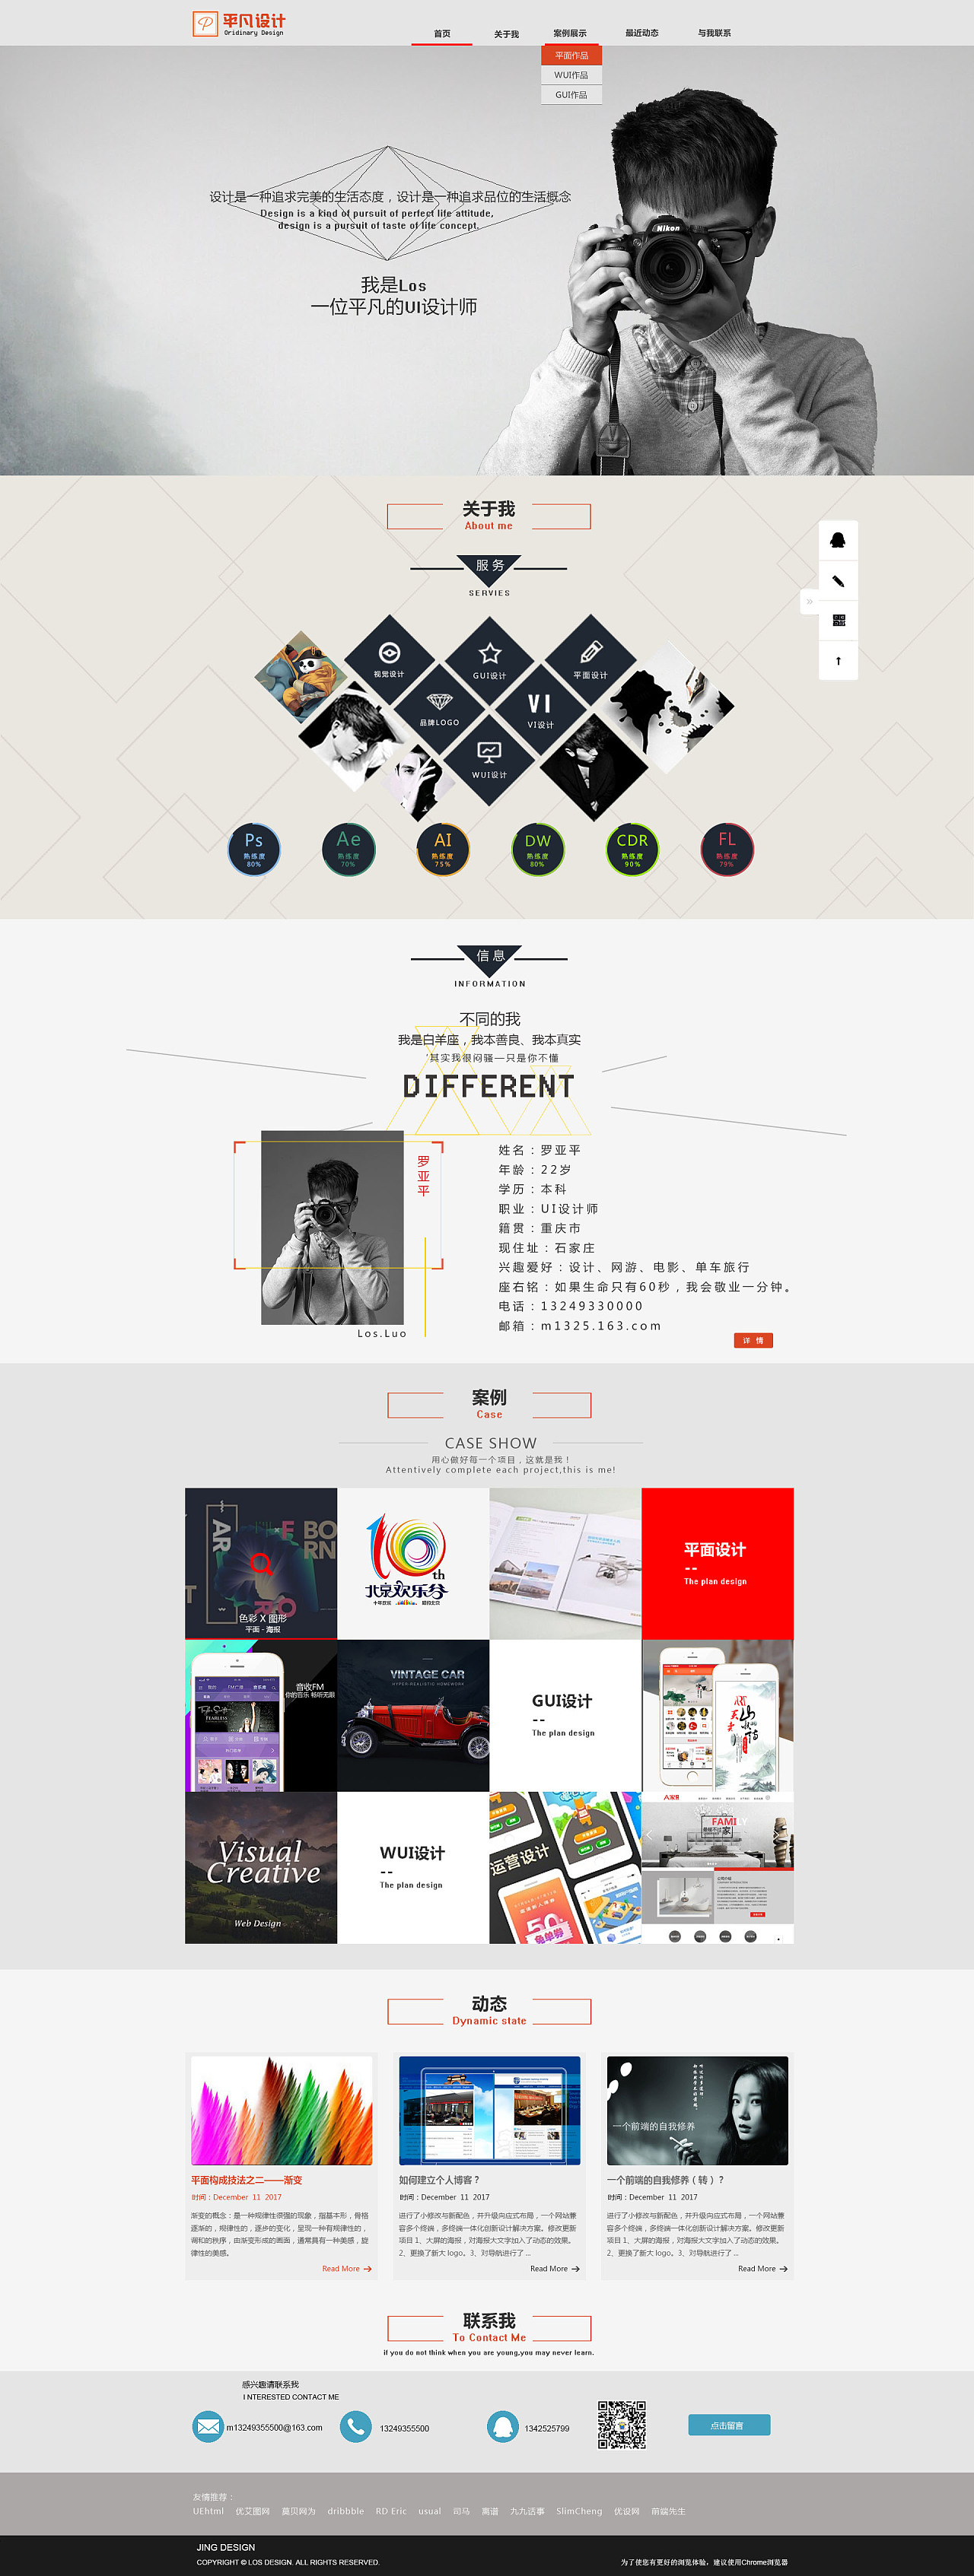 平凡设计
Oridinary Design
首页
关于我
案例展示
最近动态
与我联系
平面作品
WUI作品
GUI作品
Nikon
设计是一种追求完美的生活态度，设计是一种追求品位的生活概念
Design is a kind of pursuit of perfect life attitude,
design is a pursuit of taste of life concept.
我是Los
一位平凡的UI设计师
关于我
About me
服务
SERVIES
视觉设计
GUI设计
平面设计
品牌LOGO
VI
VI设计
WUI设计
Ps
熟练度
80%
Ae
熟练度
70%
AI
熟练度
75%
DW
熟练度
80%
CDR
熟练度
90%
FL
熟练度
79%
信息
INFORMATION
不同的我
我是白羊座，我本善良、我本真实
其实我很闷骚—只是你不懂
DIFFERENT
罗亚平
Los.Luo
姓名：罗亚平
年龄：22岁
学历：本科
职业：UI设计师
籍贯：重庆市
现住址：石家庄
兴趣爱好：设计、网游、电影、单车旅行
座右铭：如果生命只有60秒，我会敬业一分钟。
电话：13249330000
邮箱：m1325.163.com
详 情
案例
Case
CASE SHOW
用心做好每一个项目，这就是我！
Attentively complete each project,this is me!
色彩 X 图形
平面 - 海报
10th
北京欢乐谷
平面设计
--
The plan design
音收FM
你的音乐 畅听无限
VINTAGE CAR
HYPER-REALISTIC HOMEWORK
GUI设计
--
The plan design
Visual
Creative
Web Design
WUI设计
--
The plan design
运营设计
50
免单券
FAMILY
家
动态
Dynamic state
一个前端的自我修养
平面构成技法之二——渐变
时间：December 11 2017
渐变的概念：是一种规律性很强的现象，指基本形，骨格
逐渐的，规律性的，逐步的变化，呈现一种有规律性的，
调和的秩序，由渐变形成的画面，通常具有一种美感，旋
律性的美感。
Read More
如何建立个人博客？
时间：December 11 2017
进行了小修改与新配色，并升级向应式布局，一个网站兼
容多个终端，多终端一体化创新设计解决方案。修改更新
项目 1、大屏的海报，对海报大文字加入了动态的效果。
2、更换了新大 logo。3、对导航进行了 ...
Read More
一个前端的自我修养（转）？
时间：December 11 2017
进行了小修改与新配色，并升级向应式布局，一个网站兼
容多个终端，多终端一体化创新设计解决方案。修改更新
项目 1、大屏的海报，对海报大文字加入了动态的效果。
2、更换了新大 logo。3、对导航进行了 ...
Read More
联系我
To Contact Me
if you do not think when you are young,you may never learn.
感兴趣请联系我
I NTERESTED CONTACT ME
m13249355500@163.com
13249355500
1342525799
点击留言
友情推荐：
UEhtml 优艾图网 莫贝网为 dribbble RD Eric usual 司马 离谱 九九话事 SlimCheng 优设网 前端先生
JING DESIGN
COPYRIGHT © LOS DESIGN. ALL RIGHTS RESERVED.
为了使您有更好的浏览体验，建议使用Chrome浏览器